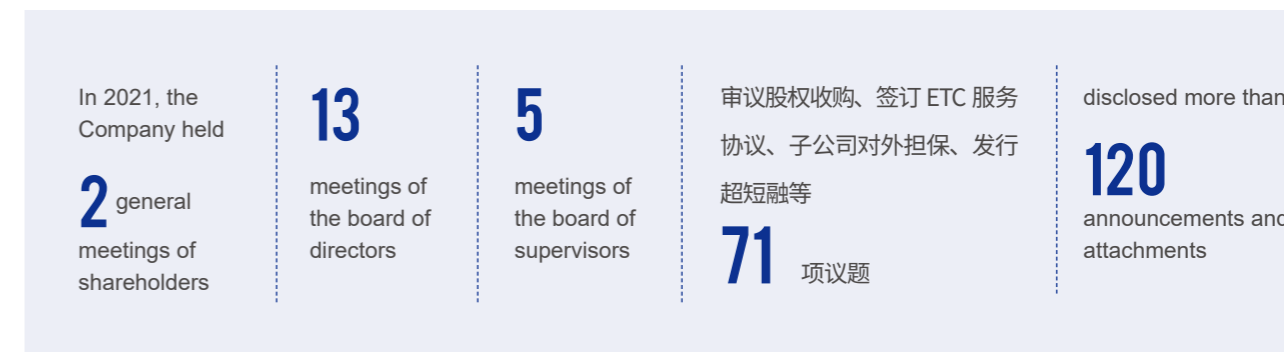 In 2021, the
Company held
2 general
meetings of
shareholders
13
meetings of
the board of
directors
5
meetings of
the board of
supervisors
审议股权收购、签订 ETC 服务
协议、子公司对外担保、发行
超短融等
71 项议题
disclosed more than
120
announcements and
attachments